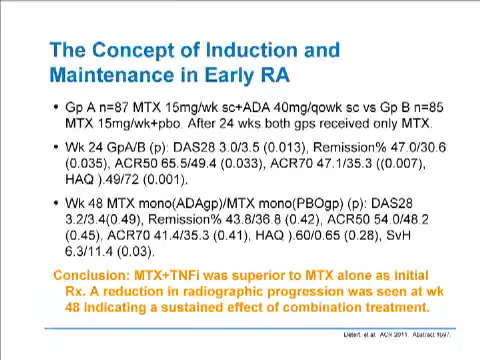 The Concept of Induction and
Maintenance in Early RA
• Gp A n=87 MTX 15mg/wk sc+ADA 40mg/qowk sc vs Gp B n=85
MTX 15mg/wk+pbo. After 24 wks both gps received only MTX.
• Wk 24 GpA/B (p): DAS28 3.0/3.5 (0.013), Remission% 47.0/30.6
(0.035), ACR50 65.5/49.4 (0.033), ACR70 47.1/35.3 ((0.007),
HAQ ).49/72 (0.001).
• Wk 48 MTX mono(ADAgp)/MTX mono(PBOgp) (p): DAS28
3.2/3.4(0.49), Remission% 43.8/36.8 (0.42), ACR50 54.0/48.2
(0.45), ACR70 41.4/35.3 (0.41), HAQ ).60/0.65 (0.28), SvH
6.3/11.4 (0.03).
Conclusion: MTX+TNFi was superior to MTX alone as initial
Rx. A reduction in radiographic progression was seen at wk
48 indicating a sustained effect of combination treatment.
Detert, et al. ACR 2011. Abstract 1697.